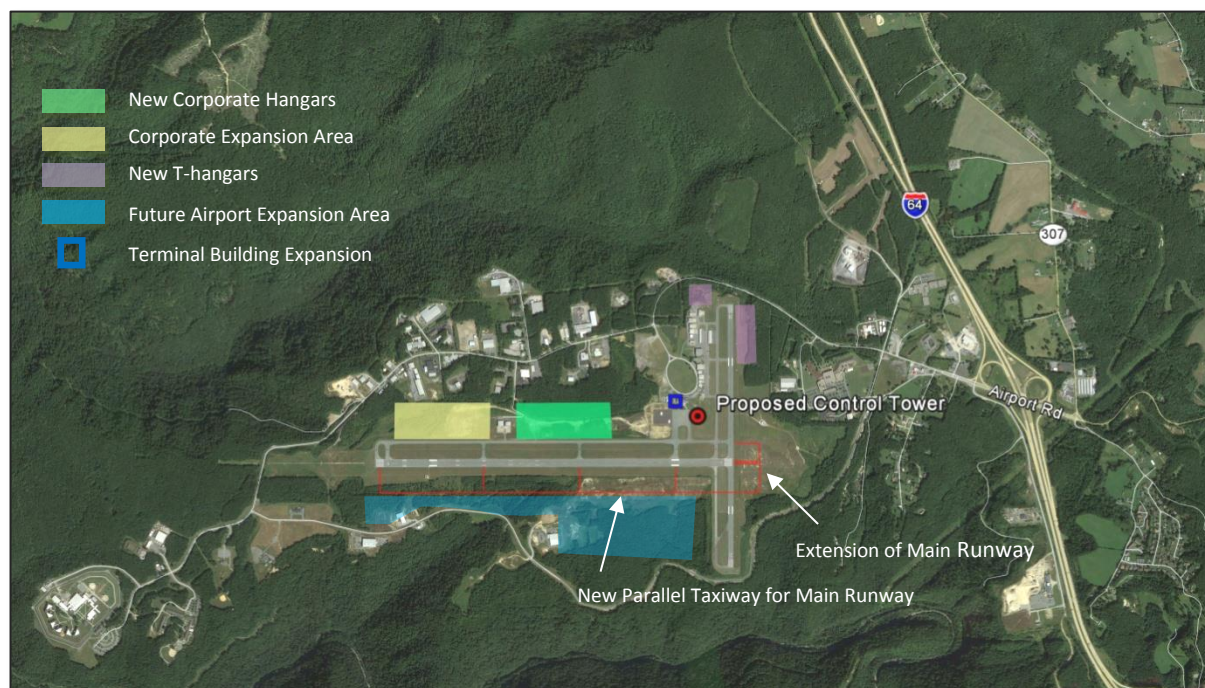 New Corporate Hangars
Corporate Expansion Area
New T-hangars
Future Airport Expansion Area
Terminal Building Expansion
64
307
Proposed Control Tower
Airport Rd
Extension of Main Runway
New Parallel Taxiway for Main Runway